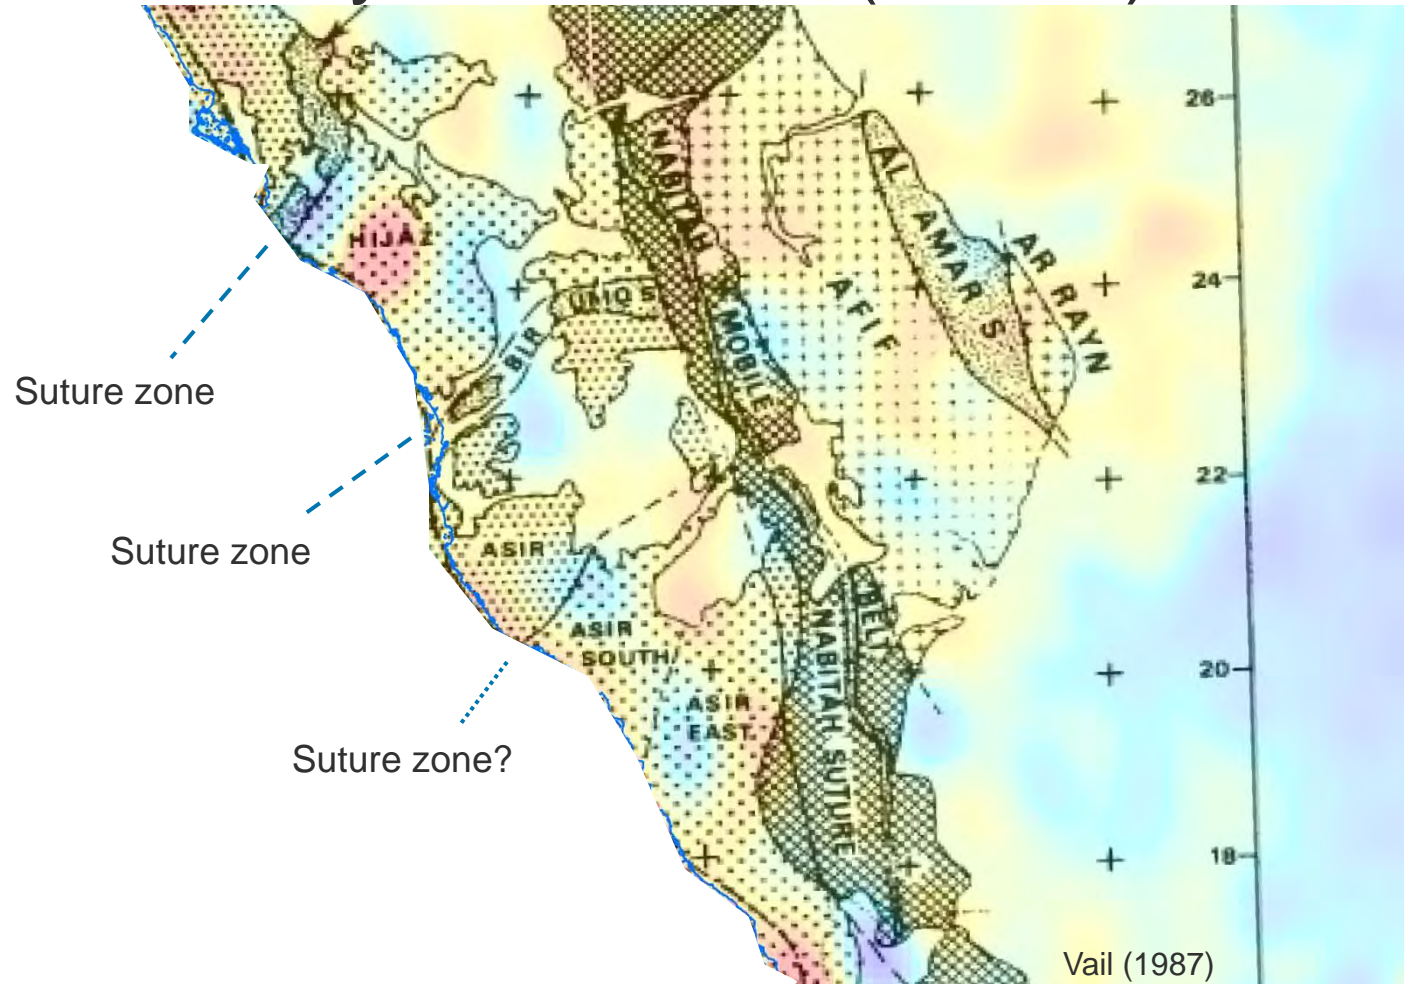 26
NABITAH
AL
AMAR S.
AR RAYN
HIJAZ
24
AFIF
UMQ S
BIR
MOBILE
Suture zone
22
Suture zone
ASIR
BELT
NABITAH SUTURE
ASIR
SOUTH/
20
ASIR
EAST
Suture zone?
18
Vail (1987)